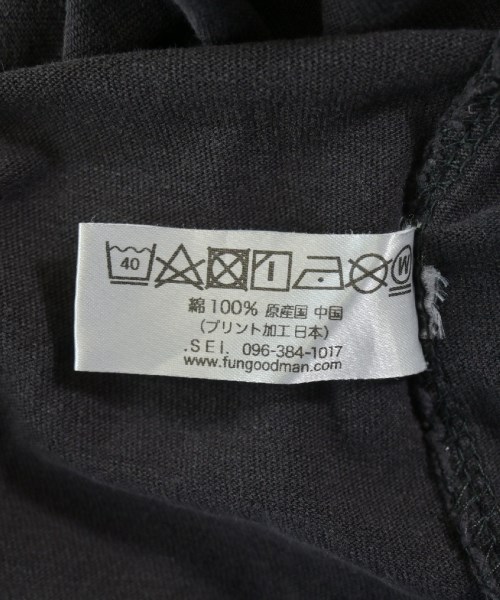 40 W
綿100% 原産国 中国
(プリント加工日本)
.SEi. 096-384-1017
www.fungoodman.com